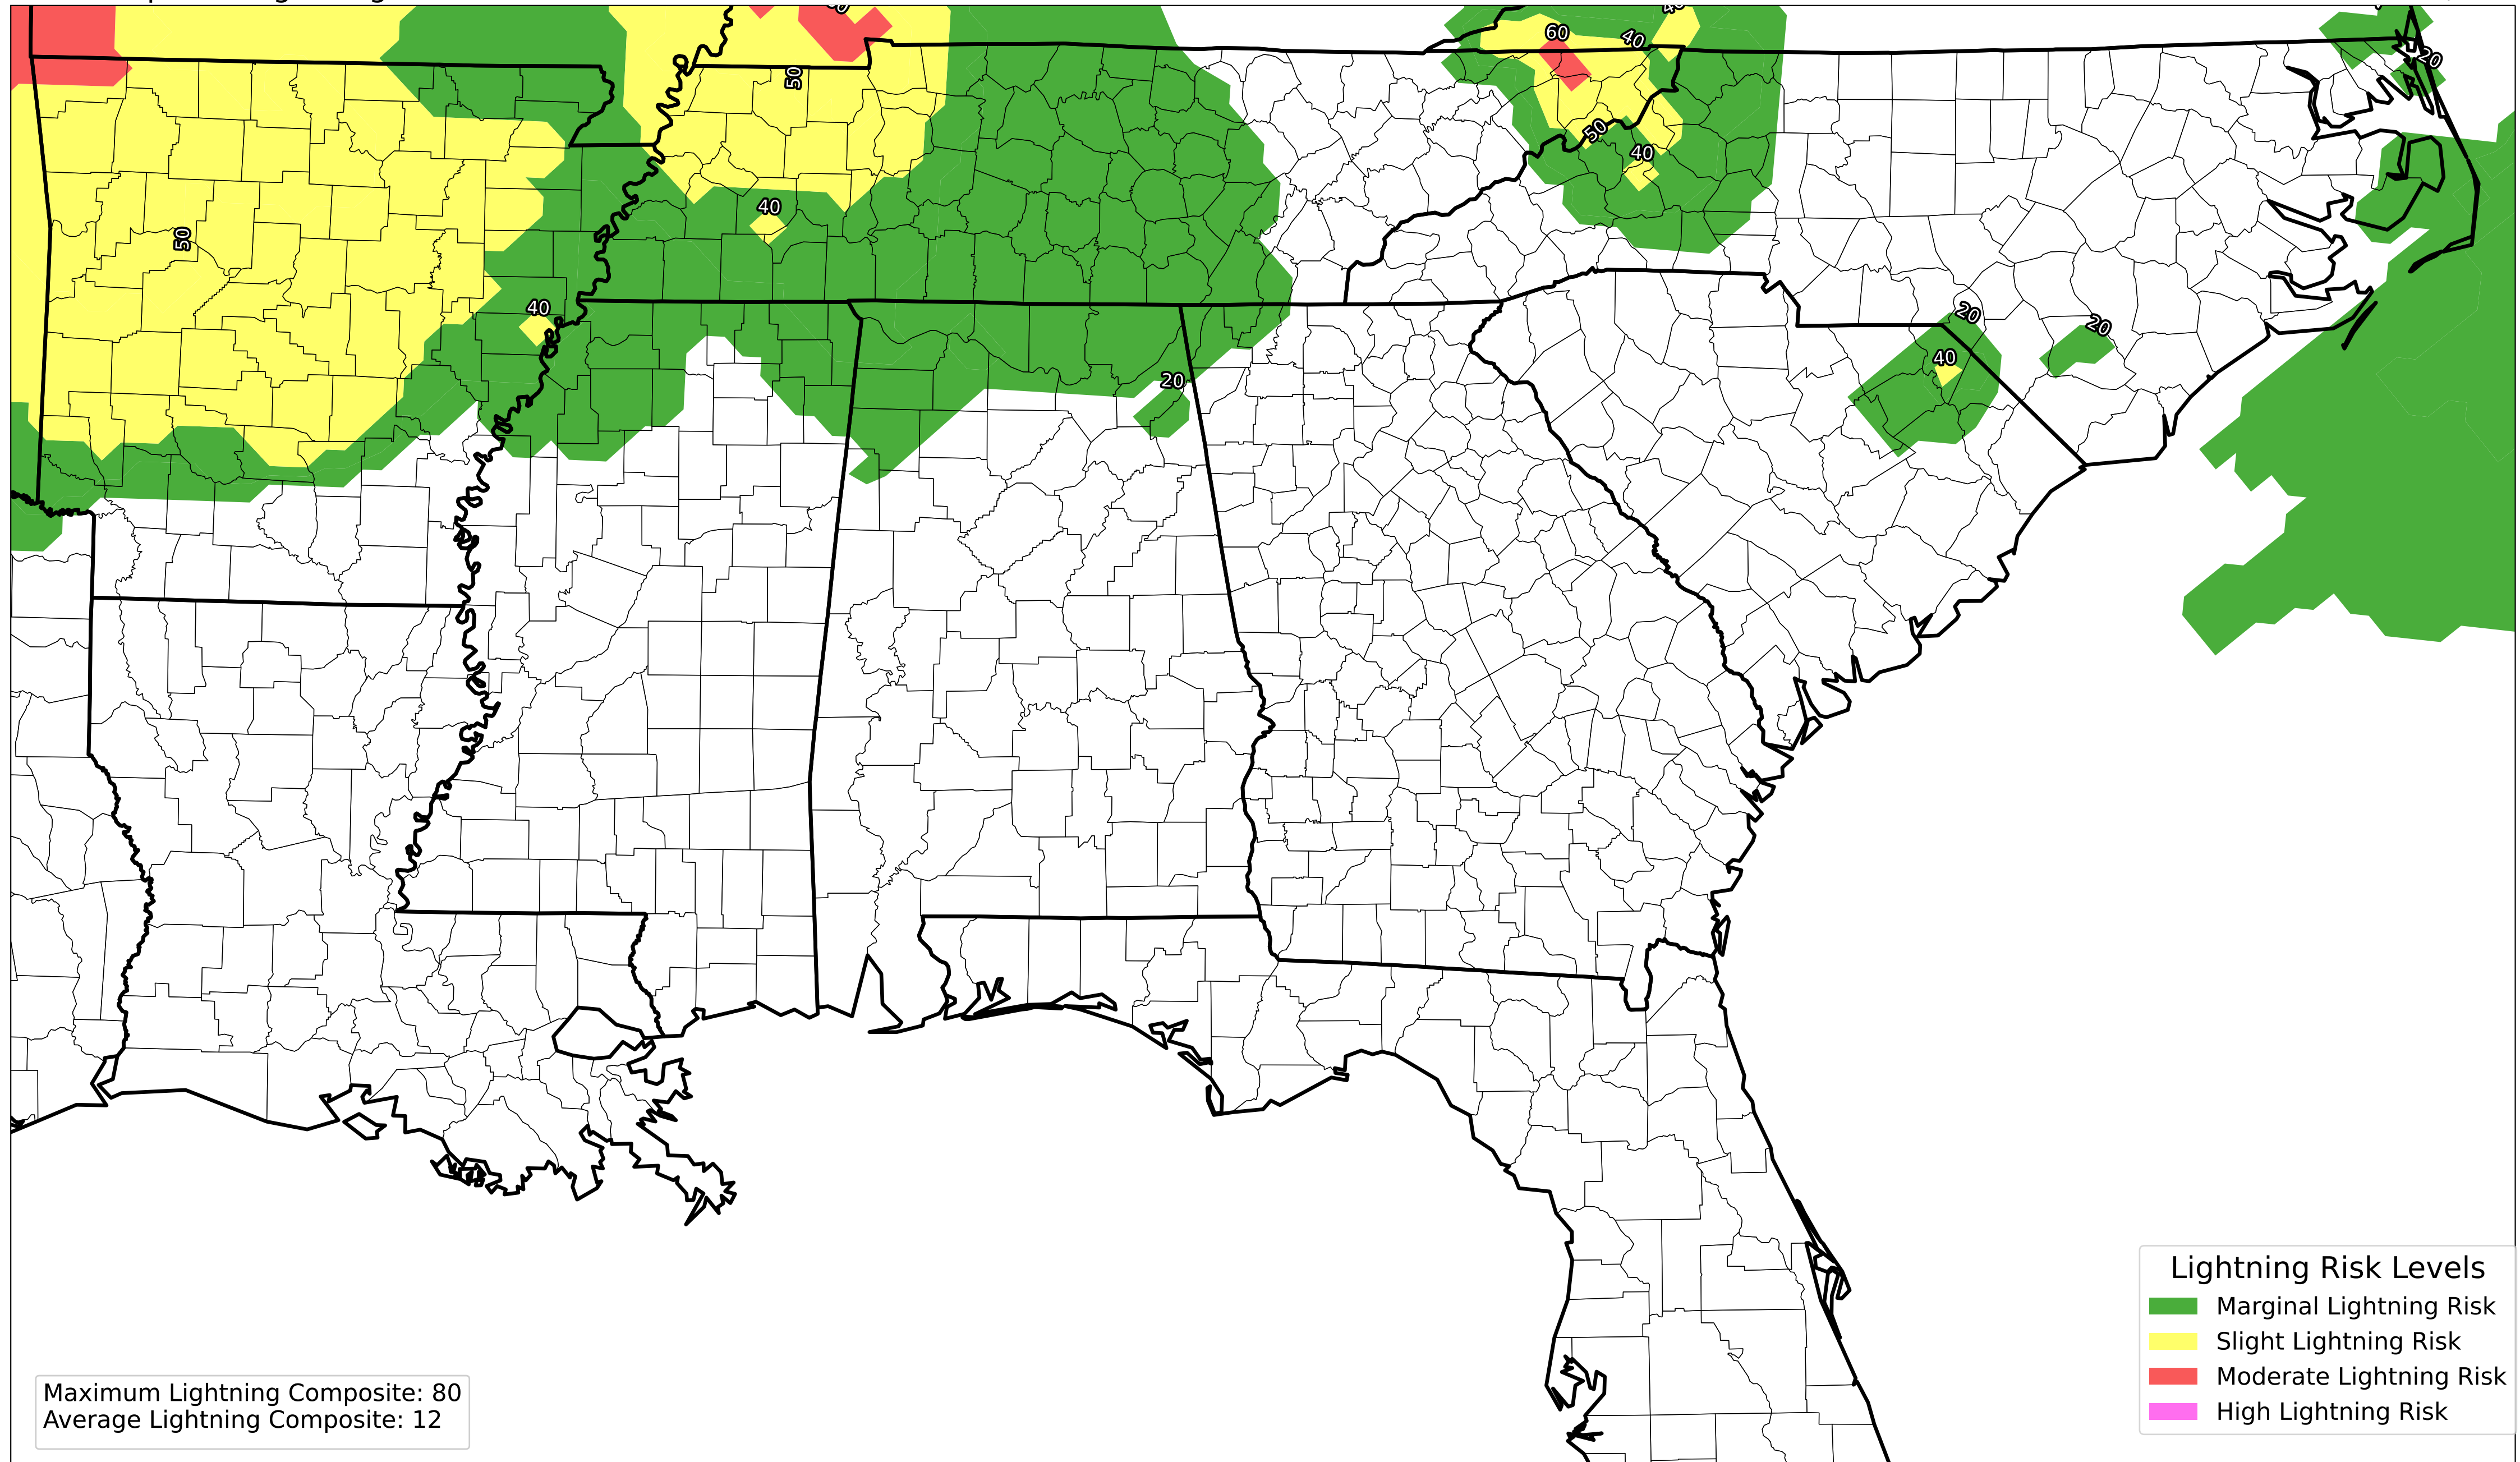 60
40
50
20
50
40
40
50
40
20
20
40
20
Lightning Risk Levels
Marginal Lightning Risk
Slight Lightning Risk
Moderate Lightning Risk
High Lightning Risk
Maximum Lightning Composite: 80
Average Lightning Composite: 12